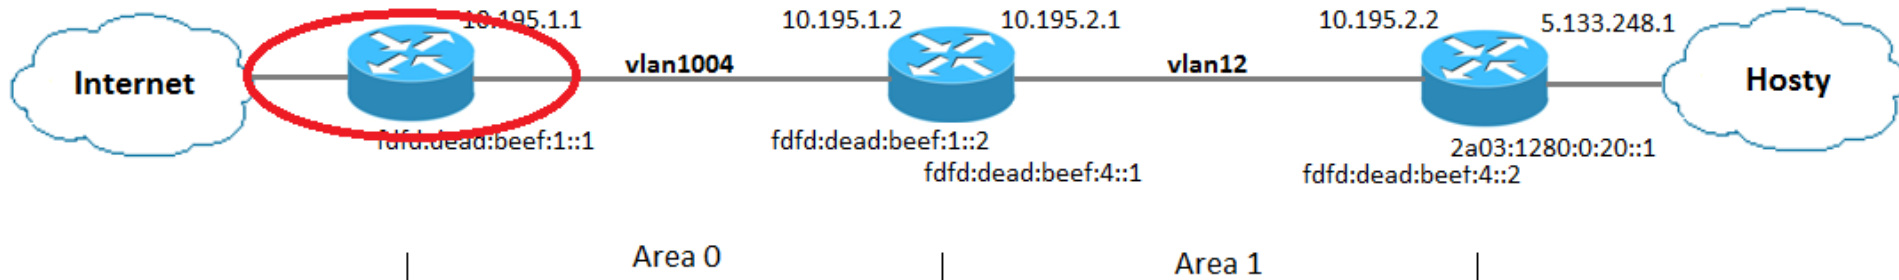 10.195.1.1
10.195.1.2
10.195.2.1
10.195.2.2
5.133.248.1
Internet
vlan1004
vlan12
Hosty
fdfd:dead:beef:1::1
fdfd:dead:beef:1::2
2a03:1280:0:20::1
fdfd:dead:beef:4::1
fdfd:dead:beef:4::2
Area 0
Area 1